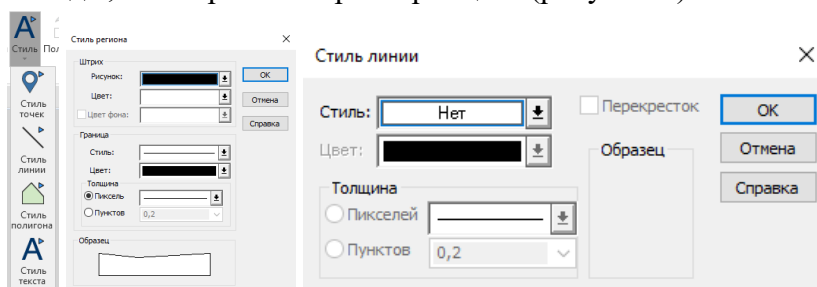 Стиль
Пол
Стиль
точек
Стиль
линии
Стиль
полигона
Стиль
текста
Стиль региона
Штрих
Рисунок:
Цвет:
Цвет фона:
Граница
Стиль:
Цвет:
Толщина
Пиксель
Пунктов 0,2
Образец
OK
Отмена
Справка
Стиль линии
Стиль: Нет
Цвет:
Толщина
Пикселей
Пунктов 0,2
Перекресток
Образец
OK
Отмена
Справка